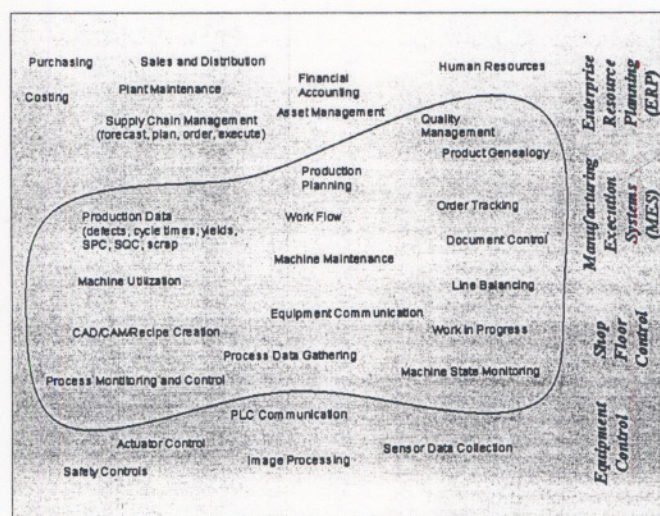 Purchasing
Sales and Distribution
Human Resources
Costing
Plant Maintenance
Financial
Accounting
Supply Chain Management
(forecast, plan, order, execute)
Asset Management
Quality
Management
Product Genealogy
Production
Planning
Production Data
(defects, cycle times, yields,
SPC, SQC, scrap
Work Flow
Order Tracking
Document Control
Machine Maintenance
Machine Utilization
Line Balancing
Equipment Communication
CAD/CAM/Recipe Creation
Work In Progress
Process Data Gathering
Process Montitoring and Control
Machine State Monitoring
PLC Communication
Actuator Control
Image Processing
Sensor Data Collection
Safety Controls
Enterprise
Resource
Planning
(ERP)
Manufacturing
Execution
Systems
(MES)
Shop
Floor
Control
Equipment
Control